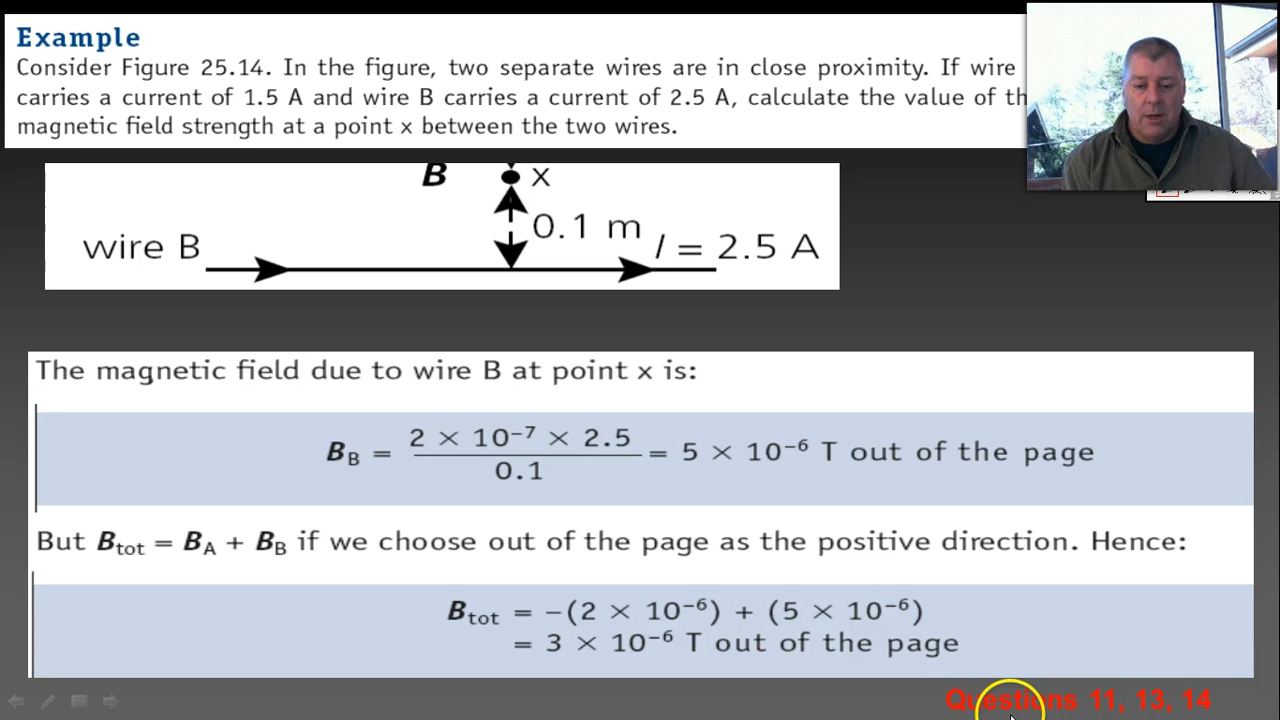 Example
Consider Figure 25.14. In the figure, two separate wires are in close proximity. If wire
carries a current of 1.5 A and wire B carries a current of 2.5 A, calculate the value of th
magnetic field strength at a point x between the two wires.
B x
0.1 m
wire B I = 2.5 A
The magnetic field due to wire B at point x is:
B_B = (2 × 10⁻⁷ × 2.5)/0.1 = 5 × 10⁻⁶ T out of the page
But B_tot = B_A + B_B if we choose out of the page as the positive direction. Hence:
B_tot = −(2 × 10⁻⁶) + (5 × 10⁻⁶)
= 3 × 10⁻⁶ T out of the page
Questions 11, 13, 14